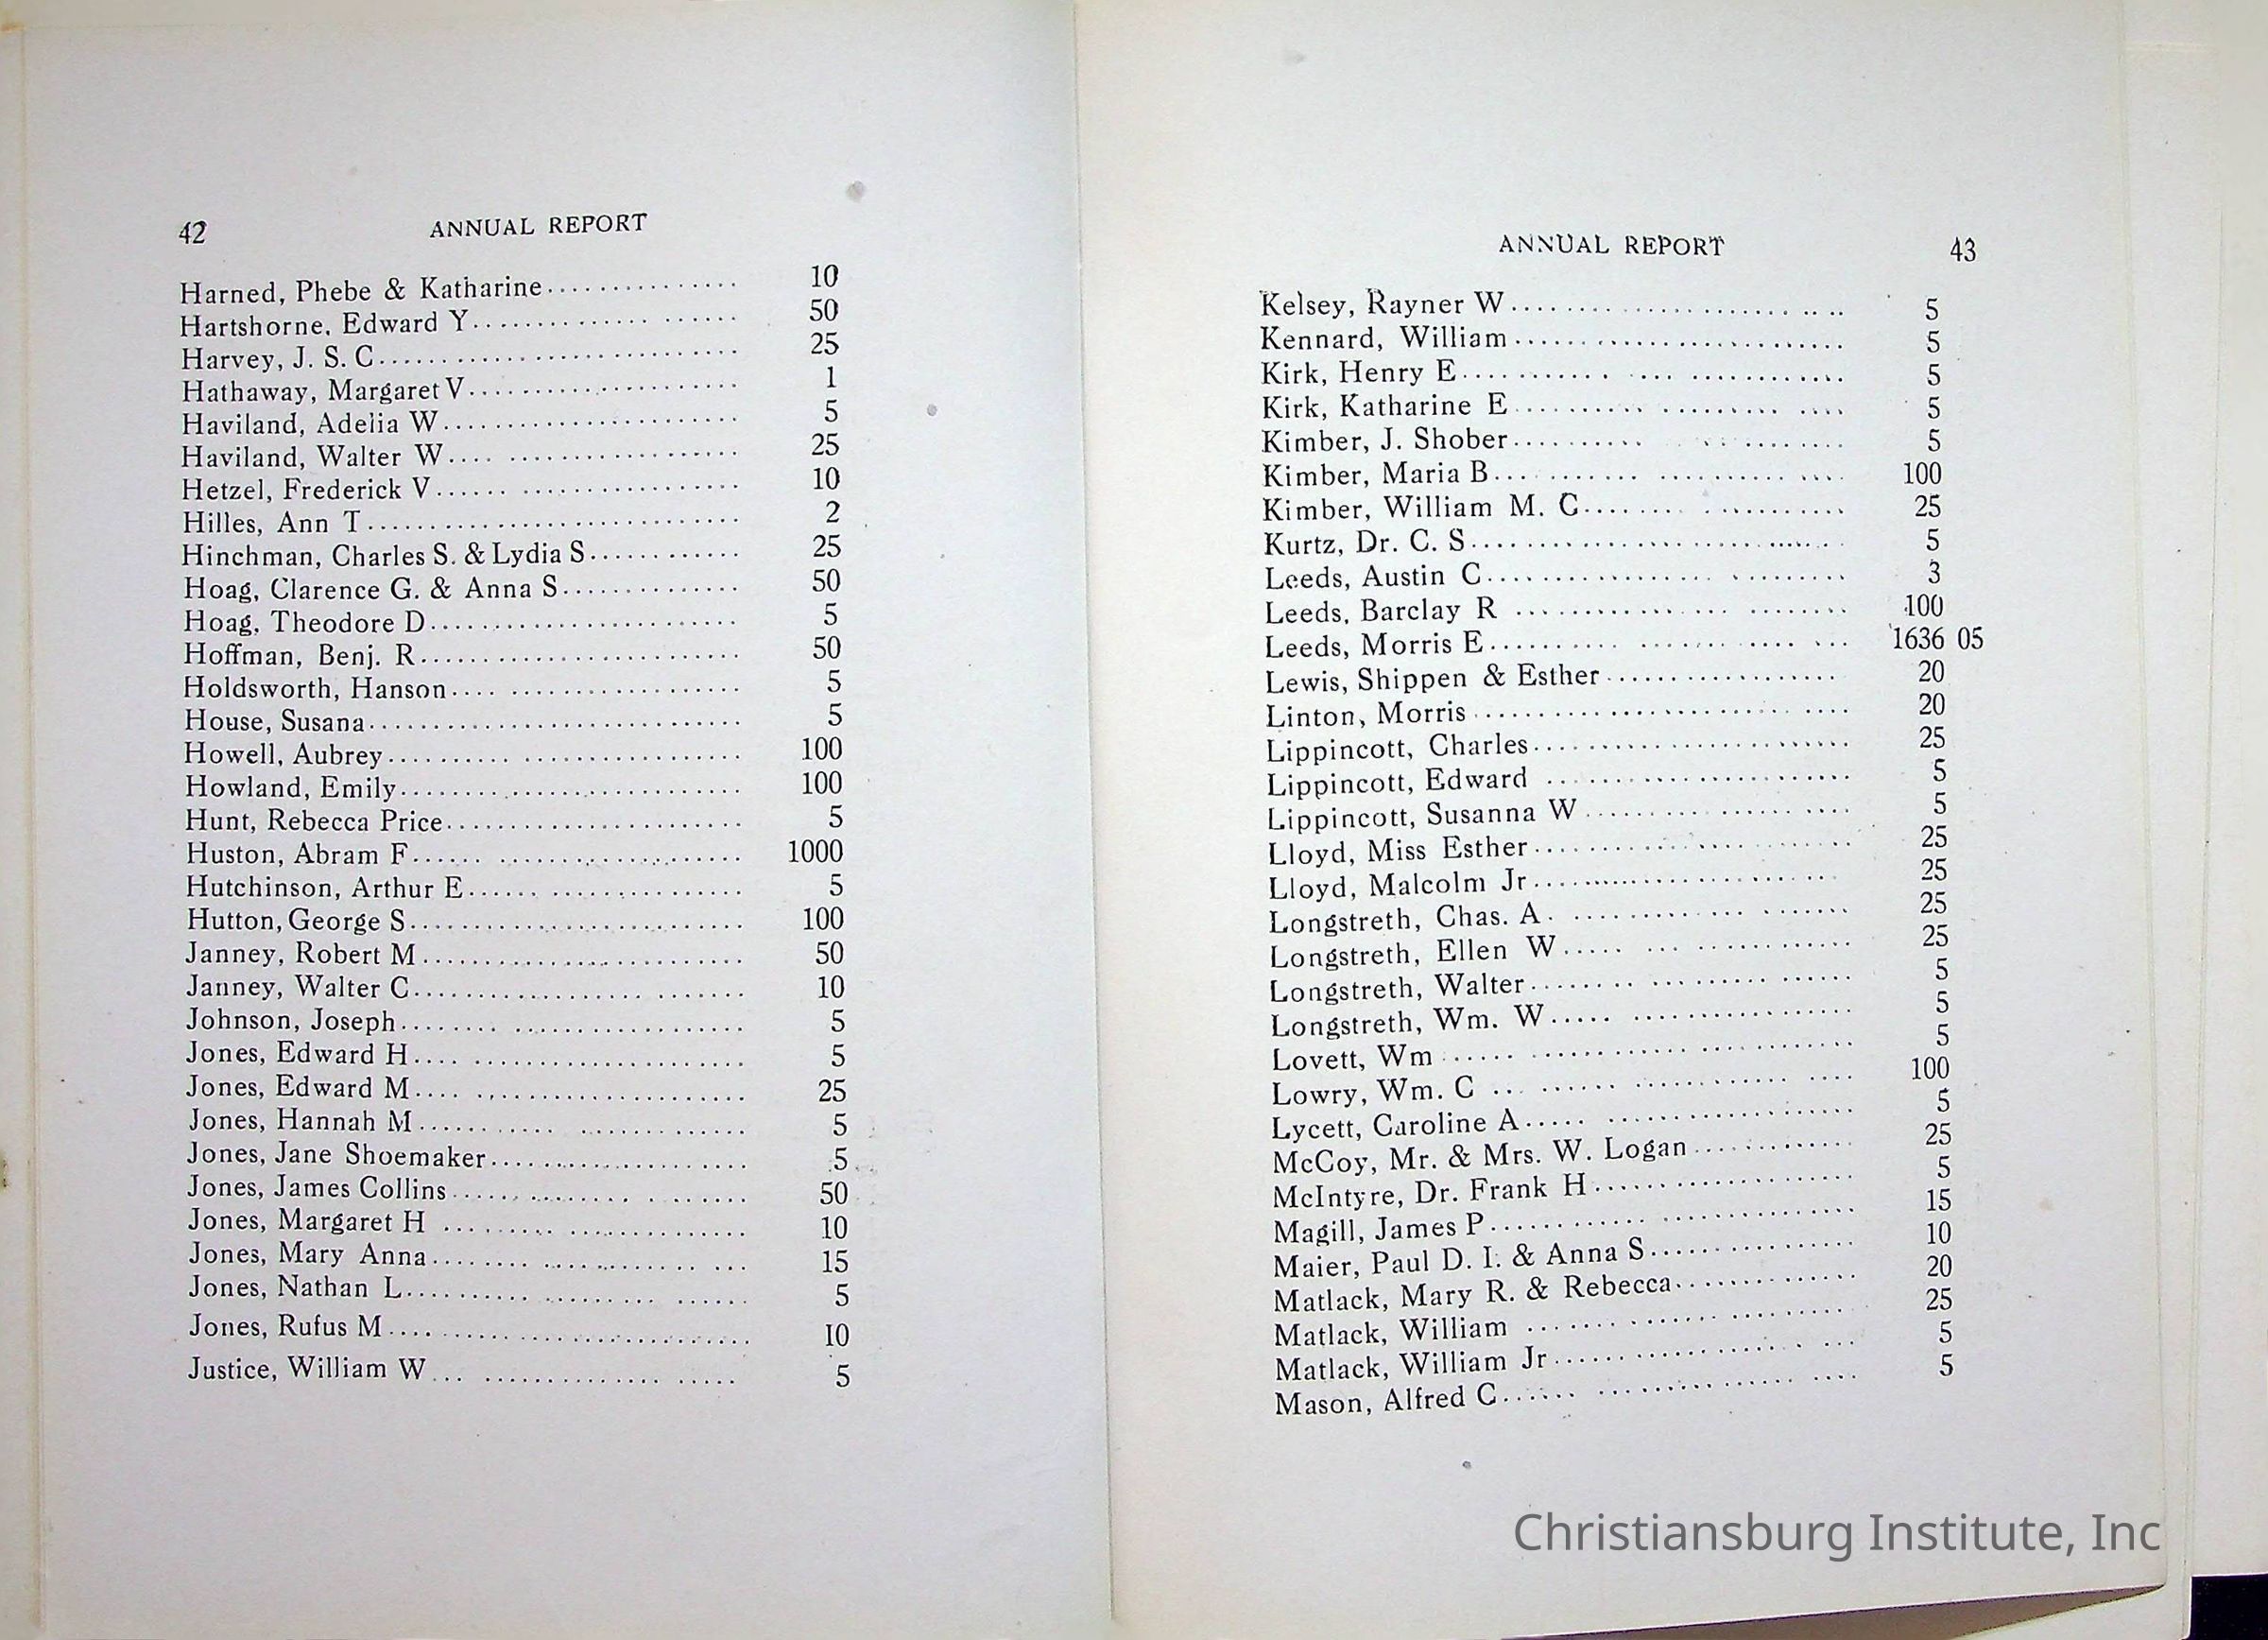 42 ANNUAL REPORT
Harned, Phebe & Katharine 10
Hartshorne, Edward Y 50
Harvey, J. S. C 25
Hathaway, Margaret V 1
Haviland, Adelia W 5
Haviland, Walter W 25
Hetzel, Frederick V 10
Hilles, Ann T 2
Hinchman, Charles S. & Lydia S 25
Hoag, Clarence G. & Anna S 50
Hoag, Theodore D 5
Hoffman, Benj. R 50
Holdsworth, Hanson 5
House, Susana 5
Howell, Aubrey 100
Howland, Emily 100
Hunt, Rebecca Price 5
Huston, Abram F 1000
Hutchinson, Arthur E 5
Hutton, George S 100
Janney, Robert M 50
Janney, Walter C 10
Johnson, Joseph 5
Jones, Edward H 5
Jones, Edward M 25
Jones, Hannah M 5
Jones, Jane Shoemaker 5
Jones, James Collins 50
Jones, Margaret H 10
Jones, Mary Anna 15
Jones, Nathan L 5
Jones, Rufus M 10
Justice, William W 5
ANNUAL REPORT 43
Kelsey, Rayner W 5
Kennard, William 5
Kirk, Henry E 5
Kirk, Katharine E 5
Kimber, J. Shober 5
Kimber, Maria B 100
Kimber, William M. C 25
Kurtz, Dr. C. S 5
Leeds, Austin C 3
Leeds, Barclay R 100
Leeds, Morris E 1636 05
Lewis, Shippen & Esther 20
Linton, Morris 20
Lippincott, Charles 25
Lippincott, Edward 5
Lippincott, Susanna W 5
Lloyd, Miss Esther 25
Lloyd, Malcolm Jr 25
Longstreth, Chas. A 25
Longstreth, Ellen W 25
Longstreth, Walter 5
Longstreth, Wm. W 5
Lovett, Wm 5
Lowry, Wm. C 100
Lycett, Caroline A 5
McCoy, Mr. & Mrs. W. Logan 25
McIntyre, Dr. Frank H 5
Magill, James P 15
Maier, Paul D. I. & Anna S 10
Matlack, Mary R. & Rebecca 20
Matlack, William 25
Matlack, William Jr 5
Mason, Alfred C 5
Christiansburg Institute, Inc